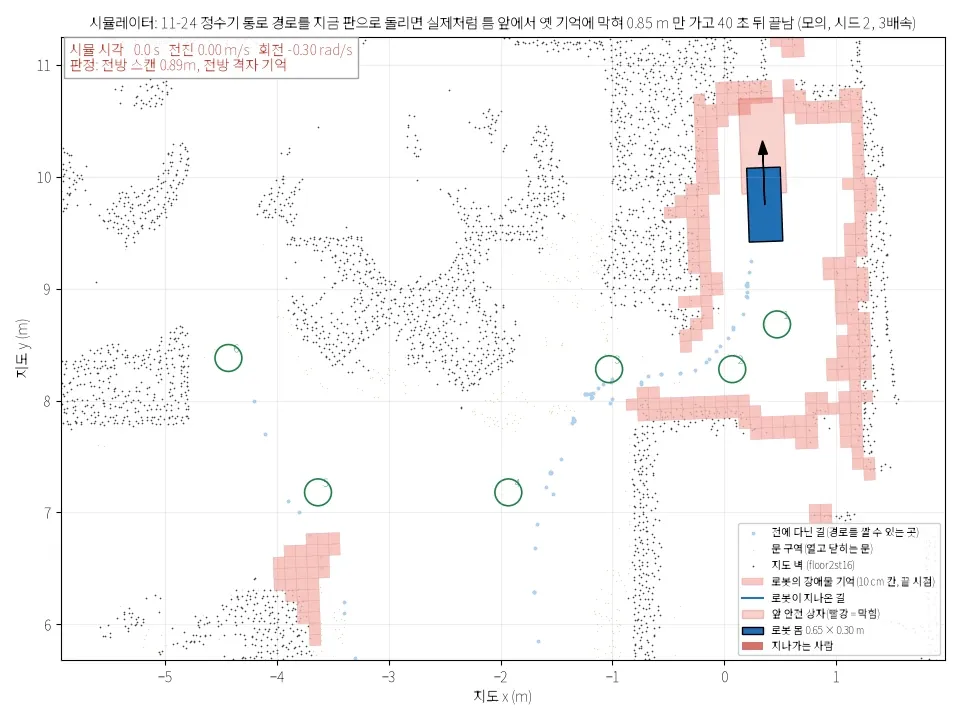 시뮬레이터: 11-24 정수기 통로 경로를 지금 판으로 돌리면 실제처럼 틈 앞에서 옛 기억에 막혀 0.85 m 만 가고 40 초 뒤 끝남 (모의, 시드 2, 3배속)
시뮬 시각 0.0 s 전진 0.00 m/s 회전 -0.30 rad/s
판정: 전방 스캔 0.89m, 전방 격자 기억
11
10
9
8
7
6
지도 y (m)
−5
−4
−3
−2
−1
0
1
지도 x (m)
전에 다닌 길 (경로를 짤 수 있는 곳)
문 구역 (열고 닫히는 문)
지도 벽 (floor2st16)
로봇의 장애물 기억 (10 cm 칸, 끝 시점)
로봇이 지나온 길
앞 안전 상자 (빨강 = 막힘)
로봇 몸 0.65 × 0.30 m
지나가는 사람